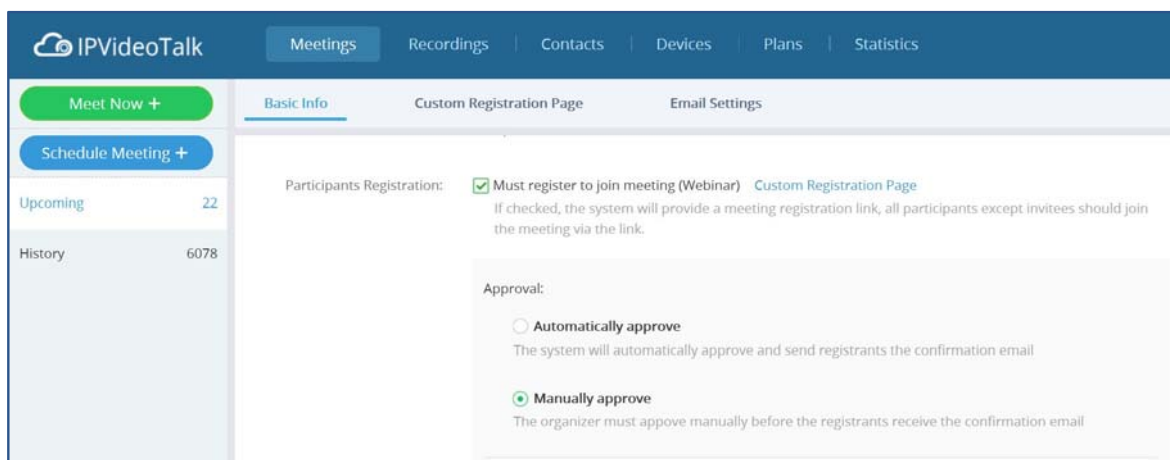 IPVideoTalk
Meetings
Recordings
Contacts
Devices
Plans
Statistics
Meet Now +
Schedule Meeting +
Upcoming 22
History 6078
Basic Info
Custom Registration Page
Email Settings
Participants Registration:
Must register to join meeting (Webinar) Custom Registration Page
If checked, the system will provide a meeting registration link, all participants except invitees should join
the meeting via the link.
Approval:
Automatically approve
The system will automatically approve and send registrants the confirmation email
Manually approve
The organizer must appove manually before the registrants receive the confirmation email